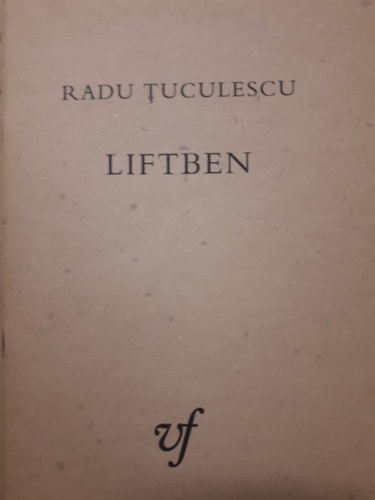 RADU ŢUCULESCU
LIFTBEN
vf